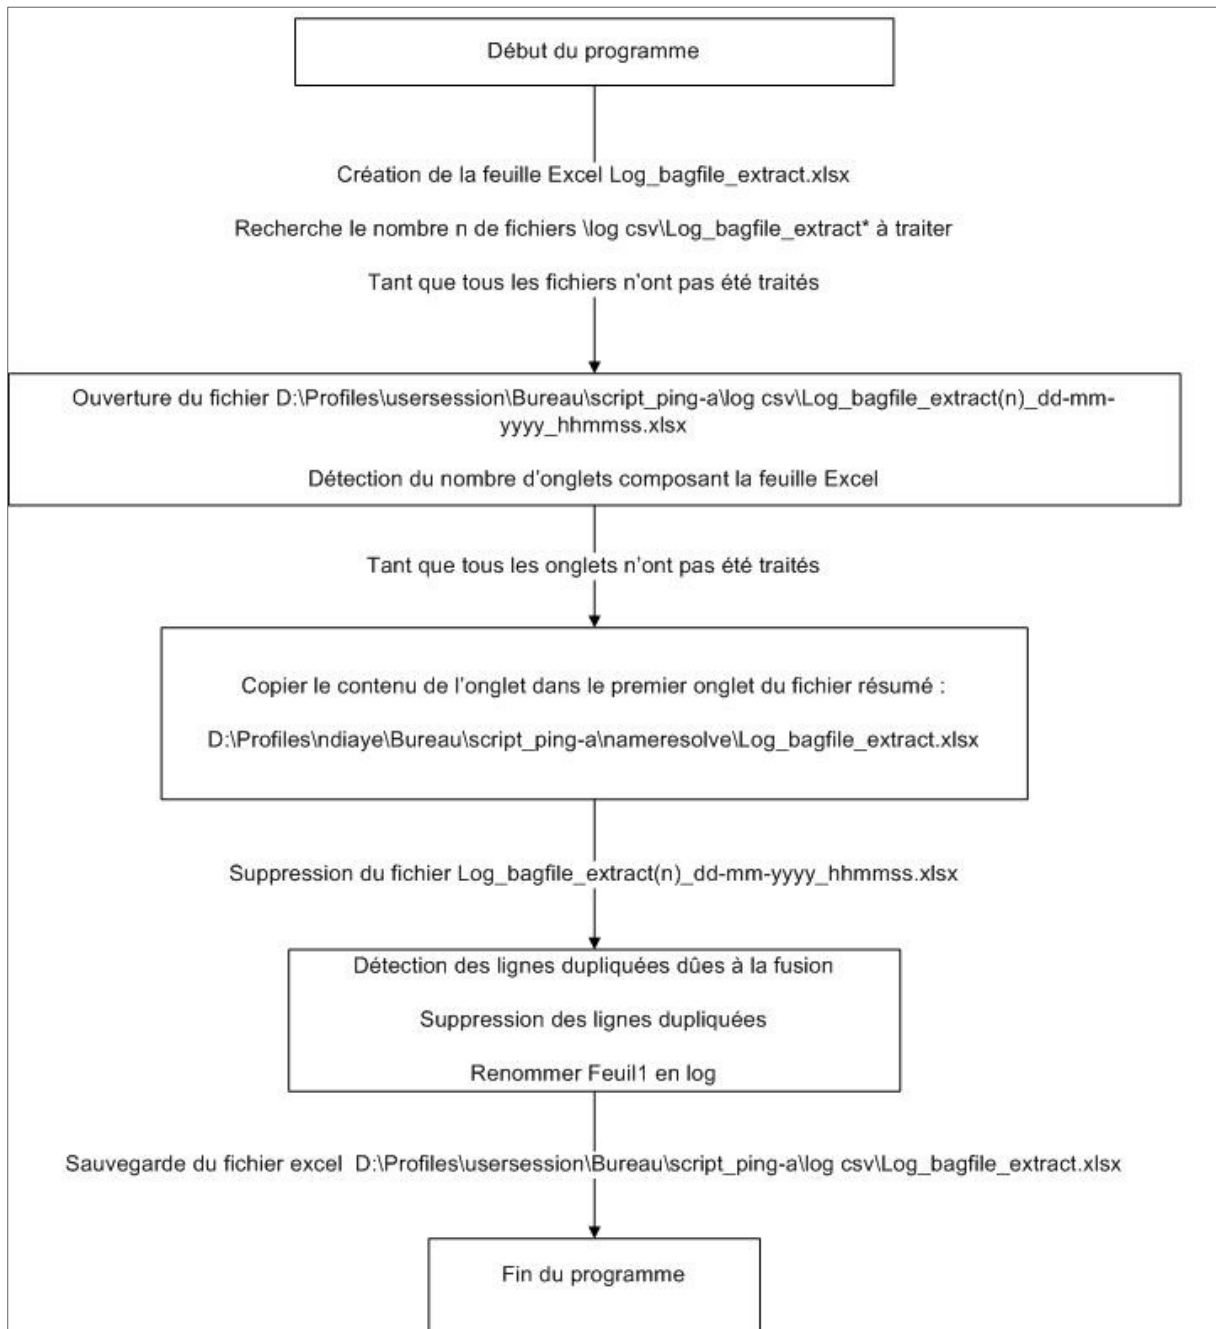 Début du programme
Création de la feuille Excel Log_bagfile_extract.xlsx
Recherche le nombre n de fichiers \log csv\Log_bagfile_extract* à traiter
Tant que tous les fichiers n'ont pas été traités
Ouverture du fichier D:\Profiles\usersession\Bureau\script_ping-a\log csv\Log_bagfile_extract(n)_dd-mm-
yyyy_hhmmss.xlsx
Détection du nombre d'onglets composant la feuille Excel
Tant que tous les onglets n'ont pas été traités
Copier le contenu de l'onglet dans le premier onglet du fichier résumé :
D:\Profiles\ndiaye\Bureau\script_ping-a\nameresolve\Log_bagfile_extract.xlsx
Suppression du fichier Log_bagfile_extract(n)_dd-mm-yyyy_hhmmss.xlsx
Détection des lignes dupliquées dûes à la fusion
Suppression des lignes dupliquées
Renommer Feuil1 en log
Sauvegarde du fichier excel  D:\Profiles\usersession\Bureau\script_ping-a\log csv\Log_bagfile_extract.xlsx
Fin du programme